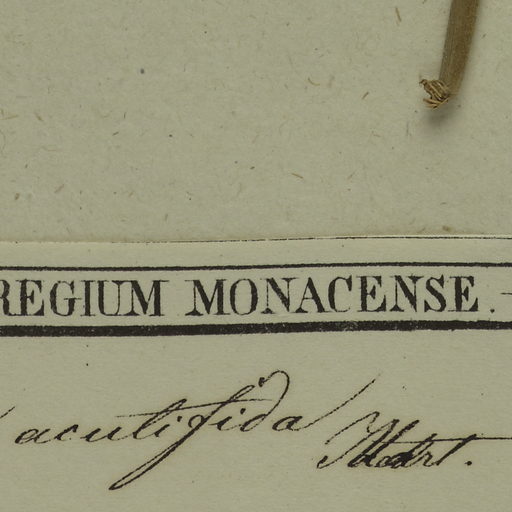 REGIUM MONACENSE.
acutifida Mart.